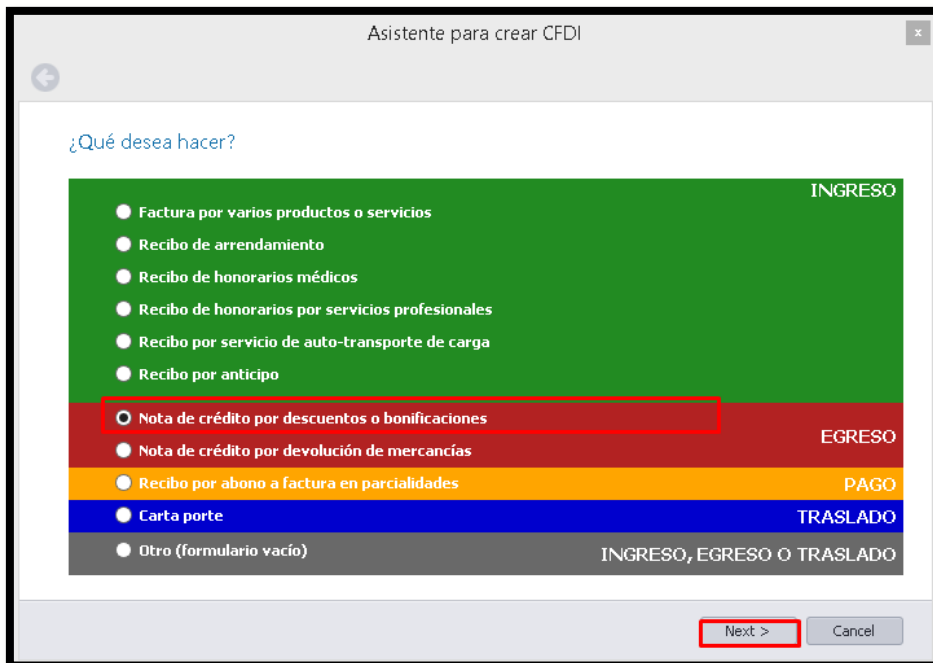 Asistente para crear CFDI
x
¿Qué desea hacer?
INGRESO
Factura por varios productos o servicios
Recibo de arrendamiento
Recibo de honorarios médicos
Recibo de honorarios por servicios profesionales
Recibo por servicio de auto-transporte de carga
Recibo por anticipo
Nota de crédito por descuentos o bonificaciones
EGRESO
Nota de crédito por devolución de mercancías
Recibo por abono a factura en parcialidades PAGO
Carta porte TRASLADO
Otro (formulario vacío) INGRESO, EGRESO O TRASLADO
Next > Cancel